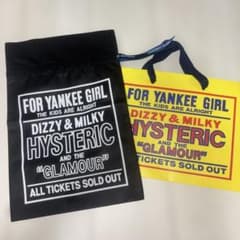 FOR YANKEE GIRL
THE KIDS ARE ALRIGHT
DIZZY & MILKY
HYSTERIC
AND THE
"GLAMOUR"
ALL TICKETS SOLD OUT
FOR YANKEE GIRL
THE KIDS ARE ALRIGHT
DIZZY & MILKY
HYSTERIC
AND THE
"GLAMOUR"
ALL TICKETS SOLD OUT